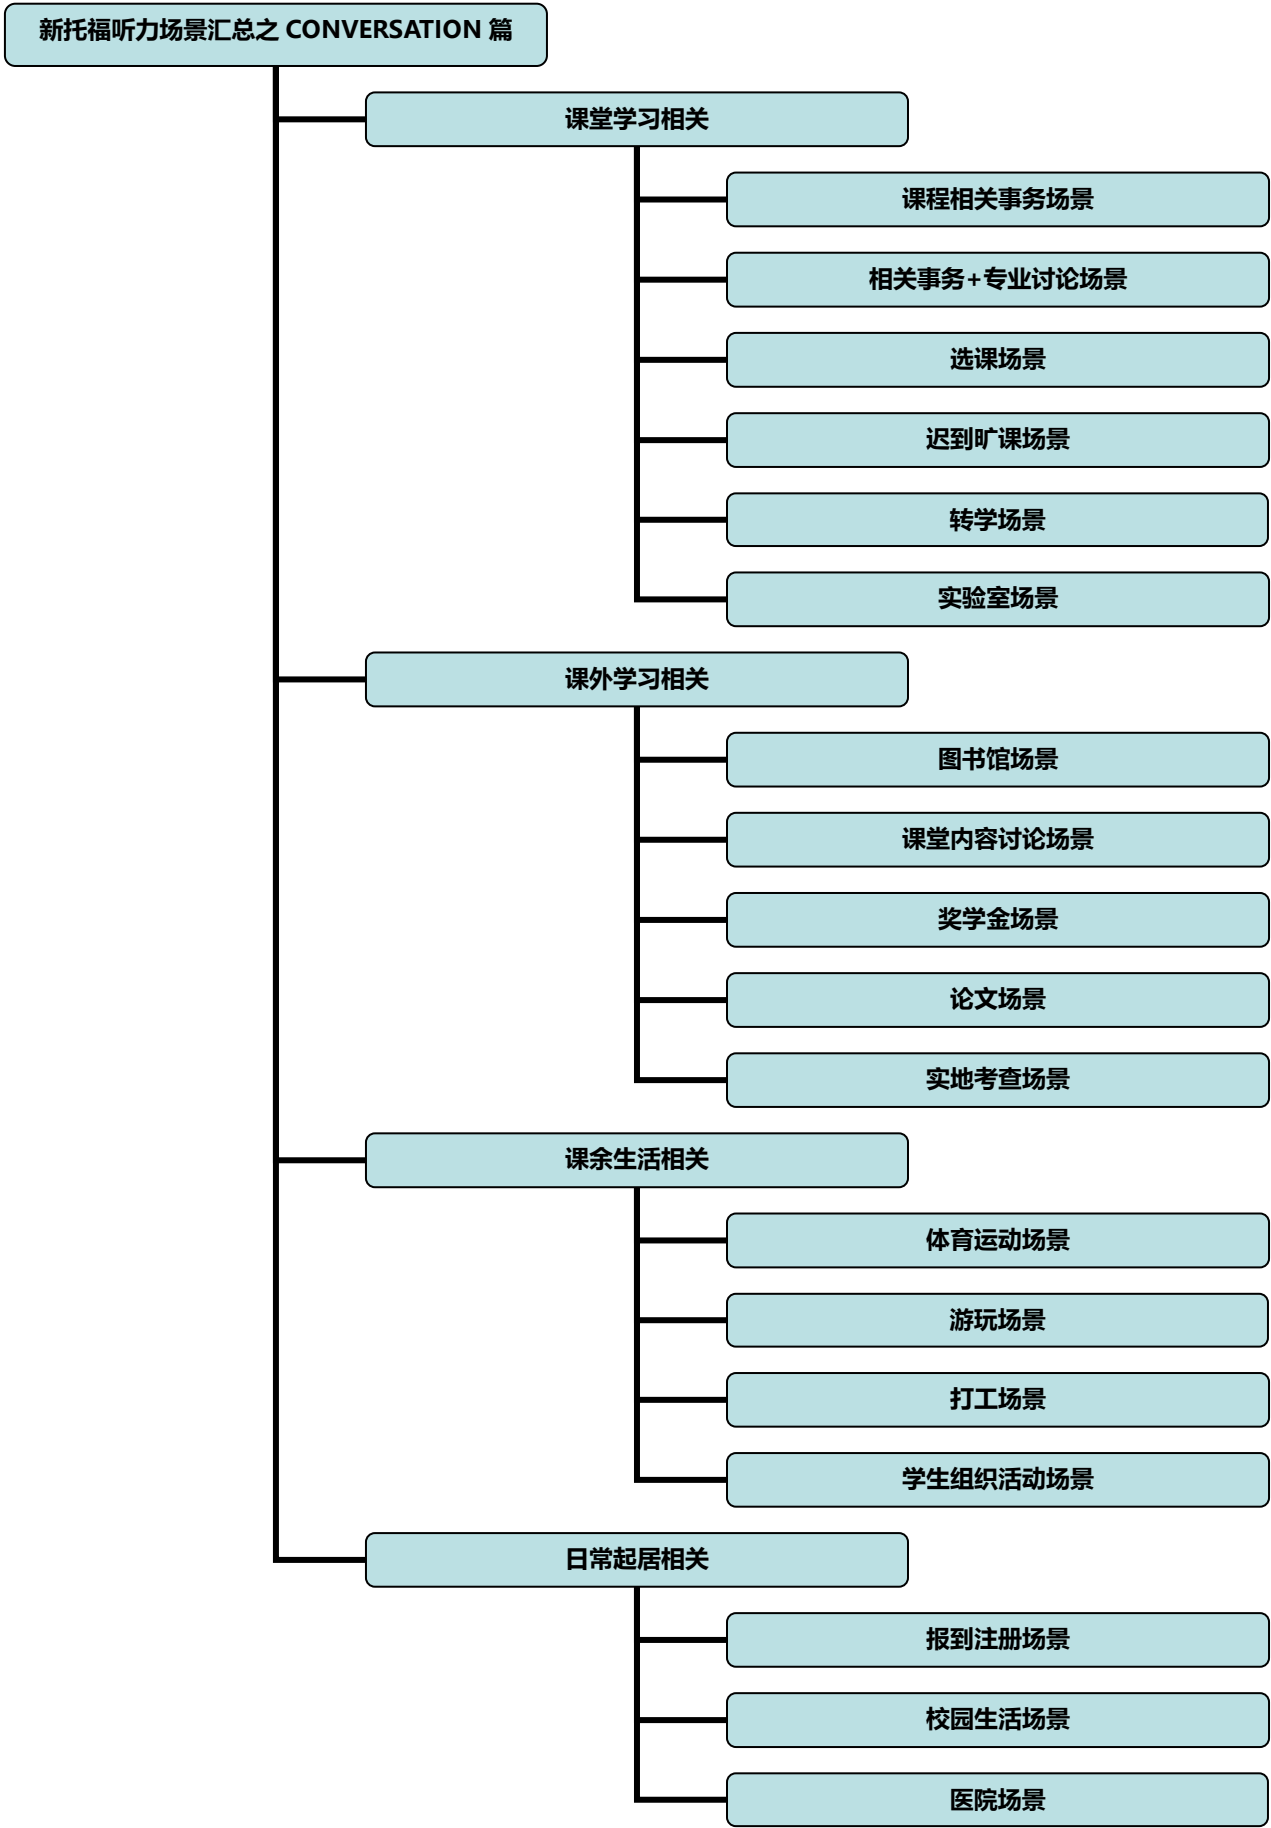 新托福听力场景汇总之 CONVERSATION 篇
课堂学习相关
课程相关事务场景
相关事务+专业讨论场景
选课场景
迟到旷课场景
转学场景
实验室场景
课外学习相关
图书馆场景
课堂内容讨论场景
奖学金场景
论文场景
实地考查场景
课余生活相关
体育运动场景
游玩场景
打工场景
学生组织活动场景
日常起居相关
报到注册场景
校园生活场景
医院场景